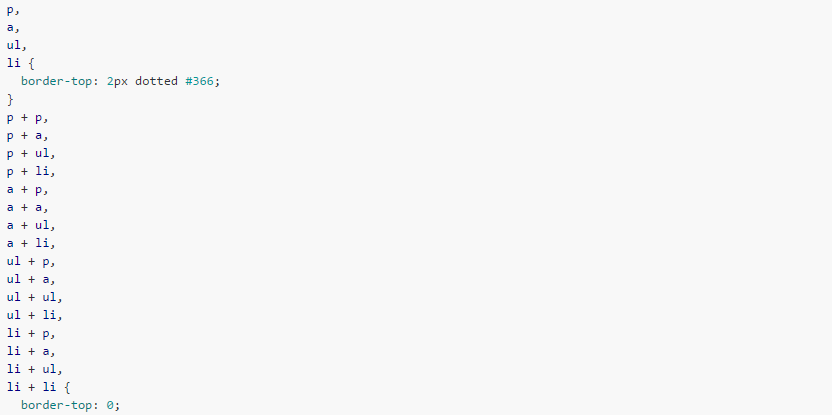 p,
a,
ul,
li {
  border-top: 2px dotted #366;
}
p + p,
p + a,
p + ul,
p + li,
a + p,
a + a,
a + ul,
a + li,
ul + p,
ul + a,
ul + ul,
ul + li,
li + p,
li + a,
li + ul,
li + li {
  border-top: 0;